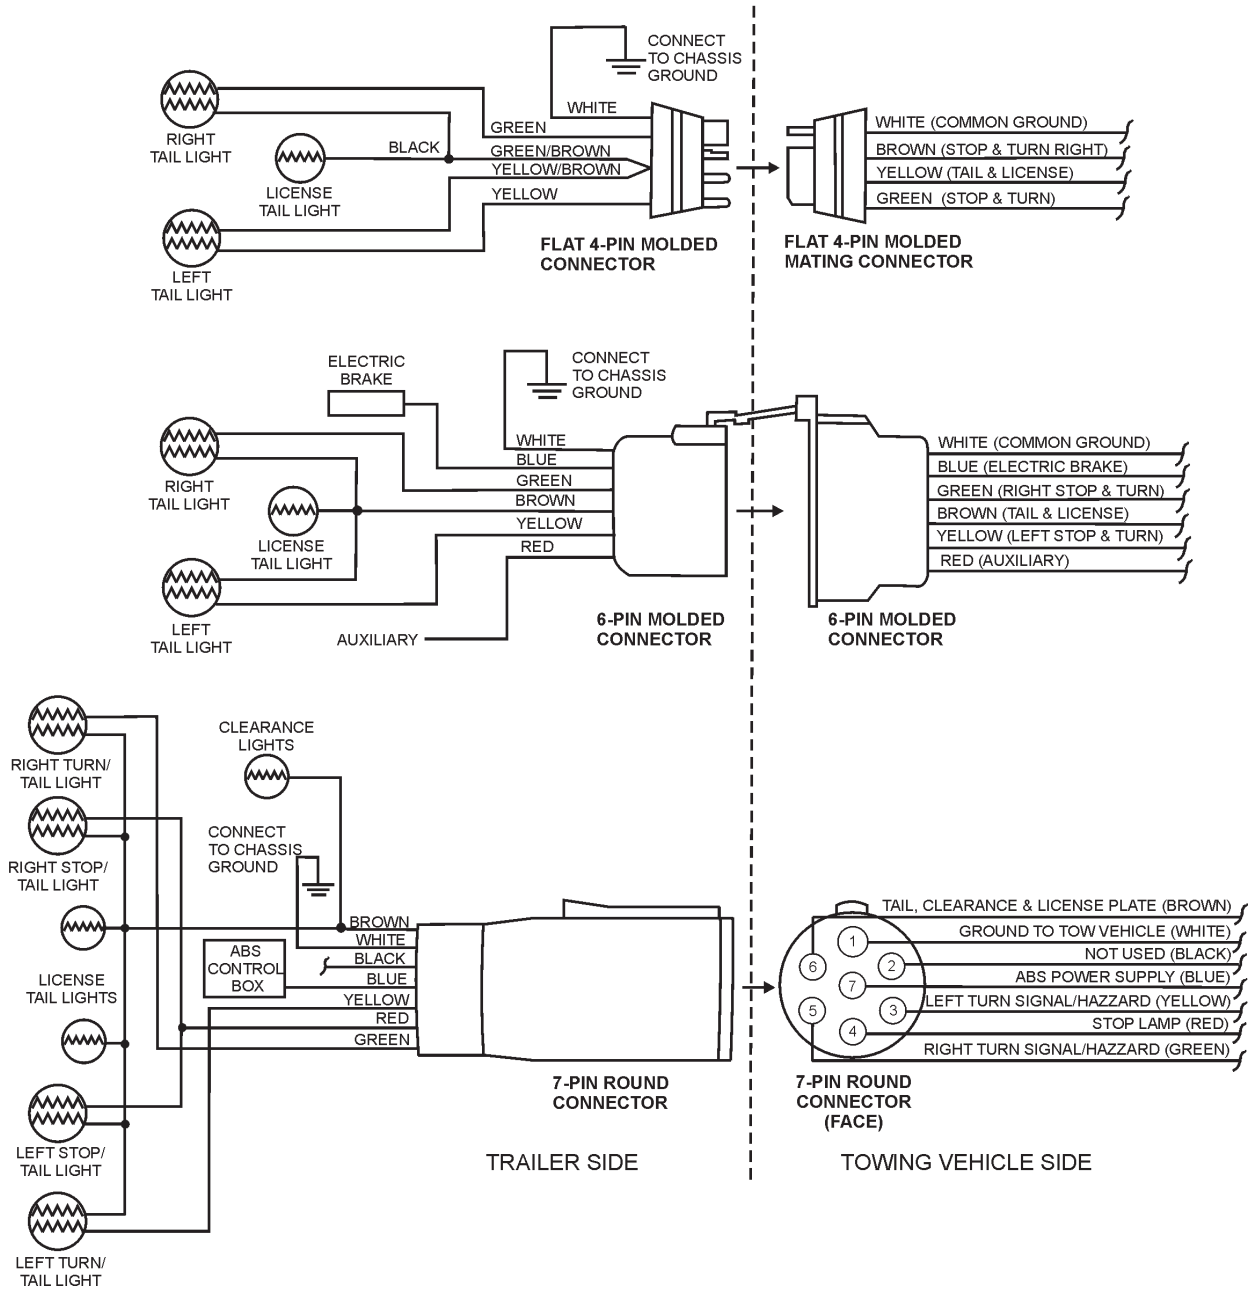 CONNECT
TO CHASSIS
GROUND
WHITE
RIGHT
TAIL LIGHT
GREEN
BLACK
GREEN/BROWN
YELLOW/BROWN
LICENSE
TAIL LIGHT
YELLOW
LEFT
TAIL LIGHT
FLAT 4-PIN MOLDED
CONNECTOR
WHITE (COMMON GROUND)
BROWN (STOP & TURN RIGHT)
YELLOW (TAIL & LICENSE)
GREEN (STOP & TURN)
FLAT 4-PIN MOLDED
MATING CONNECTOR
ELECTRIC
BRAKE
CONNECT
TO CHASSIS
GROUND
WHITE
BLUE
GREEN
BROWN
YELLOW
RED
RIGHT
TAIL LIGHT
LICENSE
TAIL LIGHT
LEFT
TAIL LIGHT
AUXILIARY
6-PIN MOLDED
CONNECTOR
WHITE (COMMON GROUND)
BLUE (ELECTRIC BRAKE)
GREEN (RIGHT STOP & TURN)
BROWN (TAIL & LICENSE)
YELLOW (LEFT STOP & TURN)
RED (AUXILIARY)
6-PIN MOLDED
CONNECTOR
RIGHT TURN/
TAIL LIGHT
RIGHT STOP/
TAIL LIGHT
LICENSE
TAIL LIGHTS
LEFT STOP/
TAIL LIGHT
LEFT TURN/
TAIL LIGHT
CLEARANCE
LIGHTS
CONNECT
TO CHASSIS
GROUND
ABS
CONTROL
BOX
BROWN
WHITE
BLACK
BLUE
YELLOW
RED
GREEN
7-PIN ROUND
CONNECTOR
1
2
3
4
5
6
7
TAIL, CLEARANCE & LICENSE PLATE (BROWN)
GROUND TO TOW VEHICLE (WHITE)
NOT USED (BLACK)
ABS POWER SUPPLY (BLUE)
LEFT TURN SIGNAL/HAZZARD (YELLOW)
STOP LAMP (RED)
RIGHT TURN SIGNAL/HAZZARD (GREEN)
7-PIN ROUND
CONNECTOR
(FACE)
TRAILER SIDE
TOWING VEHICLE SIDE